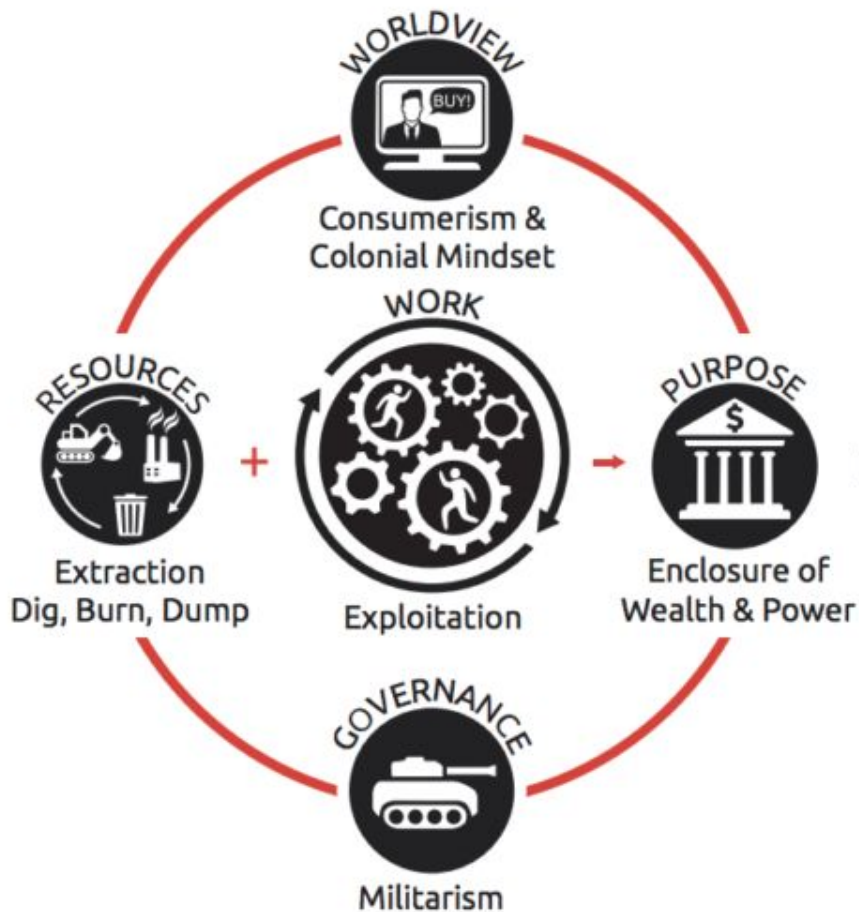 WORLDVIEW
BUY!
Consumerism &
Colonial Mindset
WORK
RESOURCES
PURPOSE
$
+
Extraction
Dig, Burn, Dump
Exploitation
Enclosure of
Wealth & Power
GOVERNANCE
Militarism